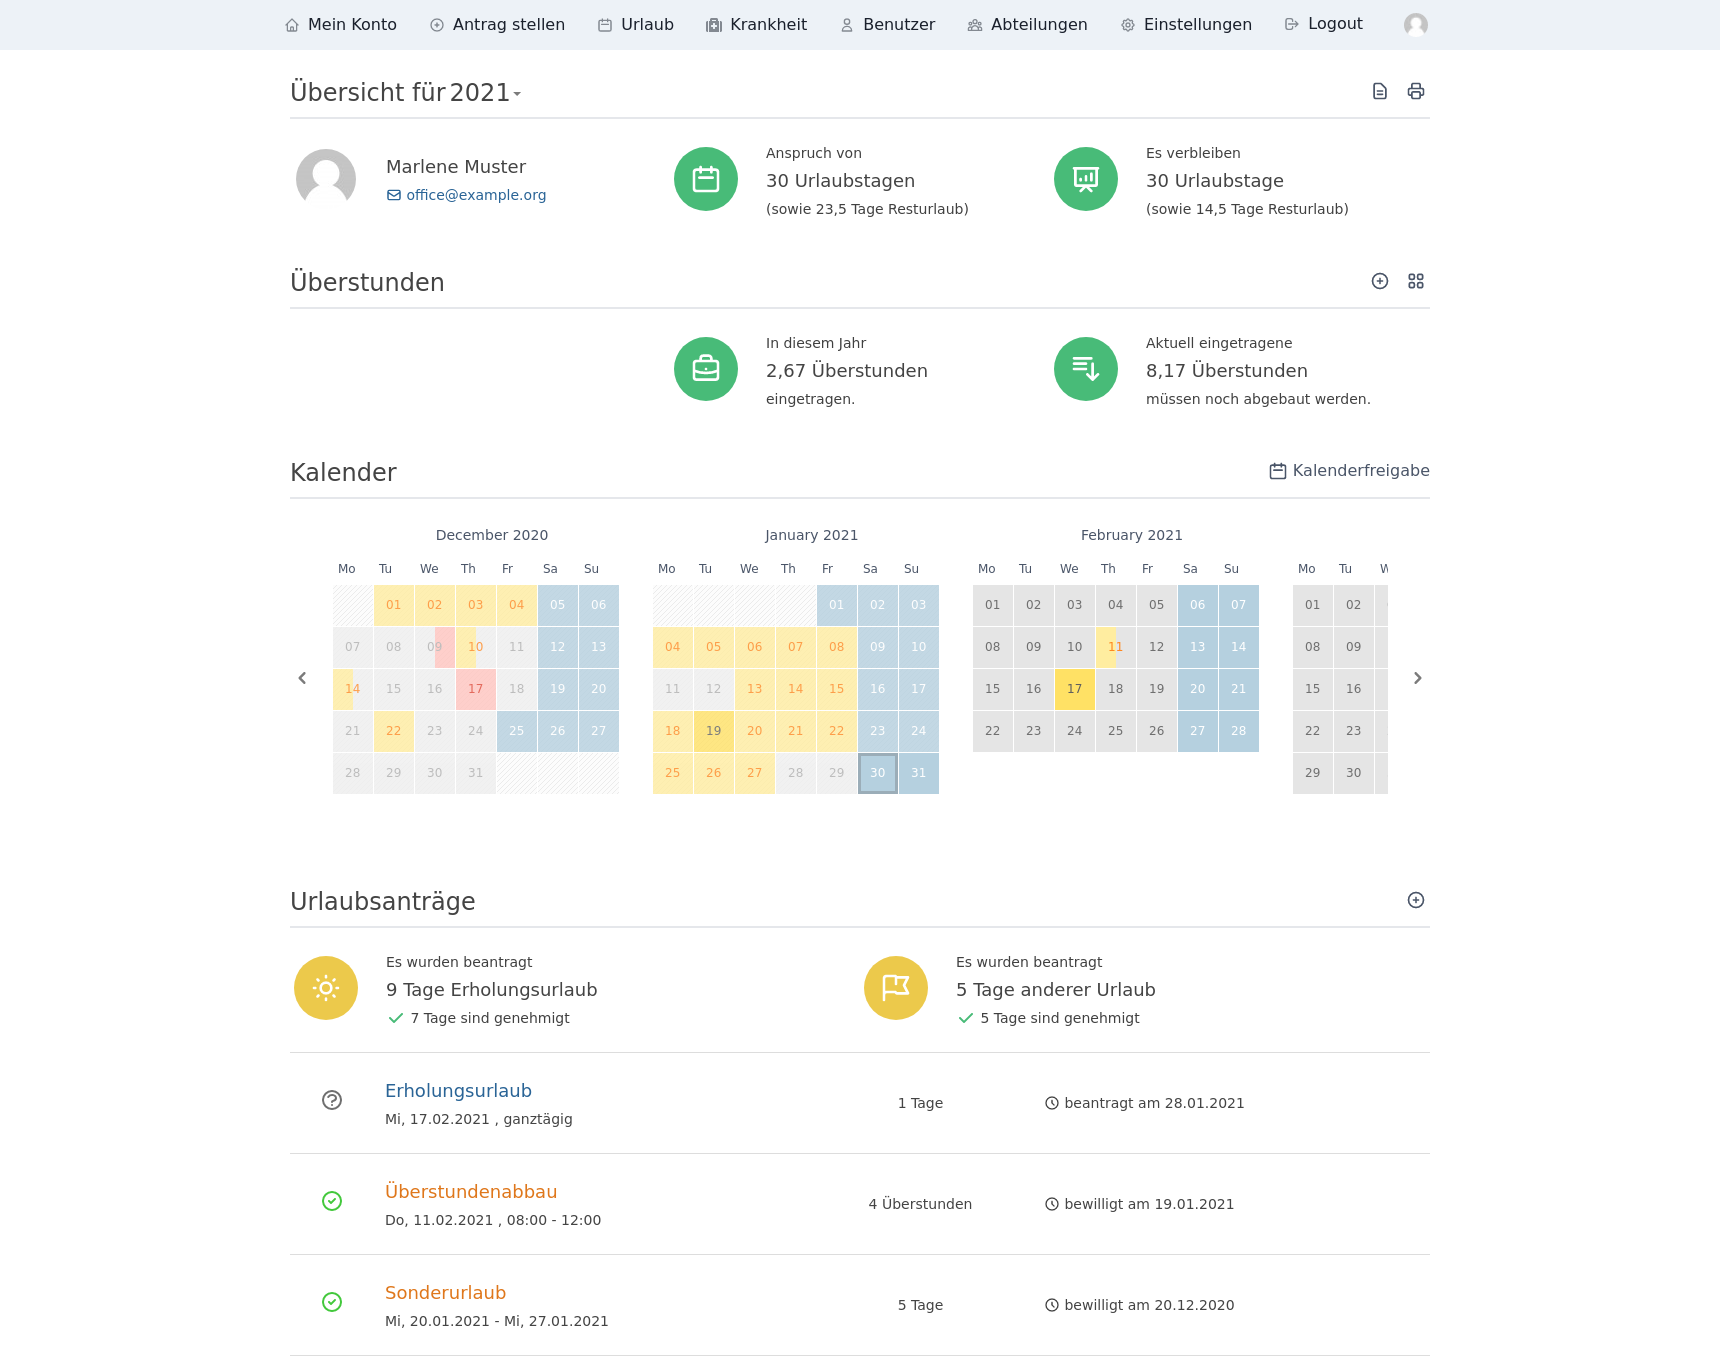 Mein Konto Antrag stellen Urlaub Krankheit Benutzer Abteilungen Einstellungen Logout
Übersicht für 2021
Marlene Muster
office@example.org
Anspruch von
30 Urlaubstagen
(sowie 23,5 Tage Resturlaub)
Es verbleiben
30 Urlaubstage
(sowie 14,5 Tage Resturlaub)
Überstunden
In diesem Jahr
2,67 Überstunden
eingetragen.
Aktuell eingetragene
8,17 Überstunden
müssen noch abgebaut werden.
Kalender
Kalenderfreigabe
December 2020
Mo Tu We Th Fr Sa Su
01 02 03 04 05 06
07 08 09 10 11 12 13
14 15 16 17 18 19 20
21 22 23 24 25 26 27
28 29 30 31
January 2021
Mo Tu We Th Fr Sa Su
01 02 03
04 05 06 07 08 09 10
11 12 13 14 15 16 17
18 19 20 21 22 23 24
25 26 27 28 29 30 31
February 2021
Mo Tu We Th Fr Sa Su
01 02 03 04 05 06 07
08 09 10 11 12 13 14
15 16 17 18 19 20 21
22 23 24 25 26 27 28
Mo Tu
01 02
08 09
15 16
22 23
29 30
Urlaubsanträge
Es wurden beantragt
9 Tage Erholungsurlaub
7 Tage sind genehmigt
Es wurden beantragt
5 Tage anderer Urlaub
5 Tage sind genehmigt
Erholungsurlaub
Mi, 17.02.2021 , ganztägig
1 Tage
beantragt am 28.01.2021
Überstundenabbau
Do, 11.02.2021 , 08:00 - 12:00
4 Überstunden
bewilligt am 19.01.2021
Sonderurlaub
Mi, 20.01.2021 - Mi, 27.01.2021
5 Tage
bewilligt am 20.12.2020